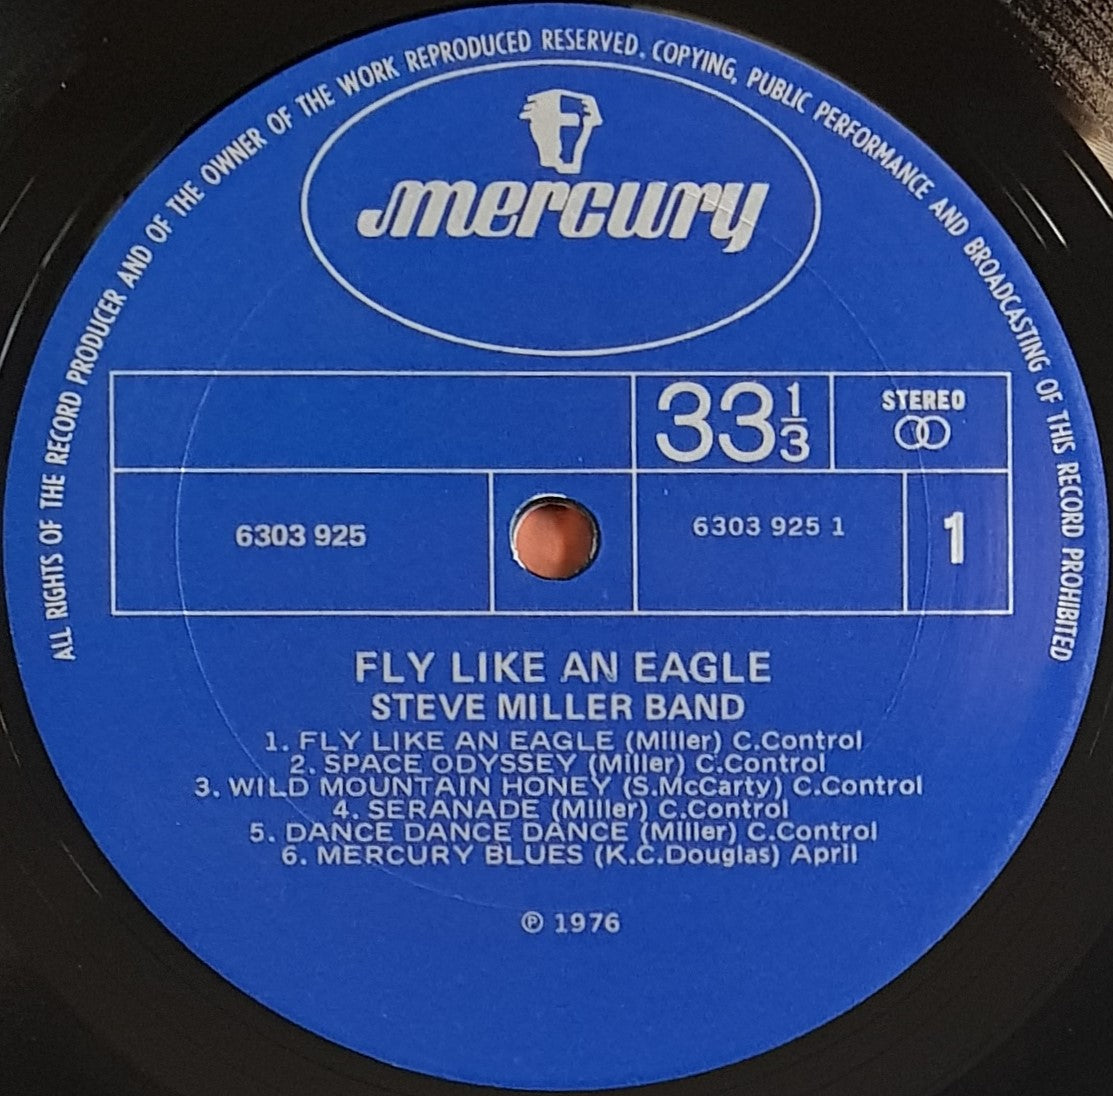 ALL RIGHTS OF THE RECORD PRODUCER AND OF THE OWNER OF THE WORK REPRODUCED RESERVED. COPYING, PUBLIC PERFORMANCE AND BROADCASTING OF THIS RECORD PROHIBITED
mercury
33 1/3
STEREO
6303 925
6303 925 1
1
FLY LIKE AN EAGLE
STEVE MILLER BAND
1. FLY LIKE AN EAGLE (Miller) C.Control
2. SPACE ODYSSEY (Miller) C.Control
3. WILD MOUNTAIN HONEY (S.McCarty) C.Control
4. SERANADE (Miller) C.Control
5. DANCE DANCE DANCE (Miller) C.Control
6. MERCURY BLUES (K.C.Douglas) April
℗ 1976